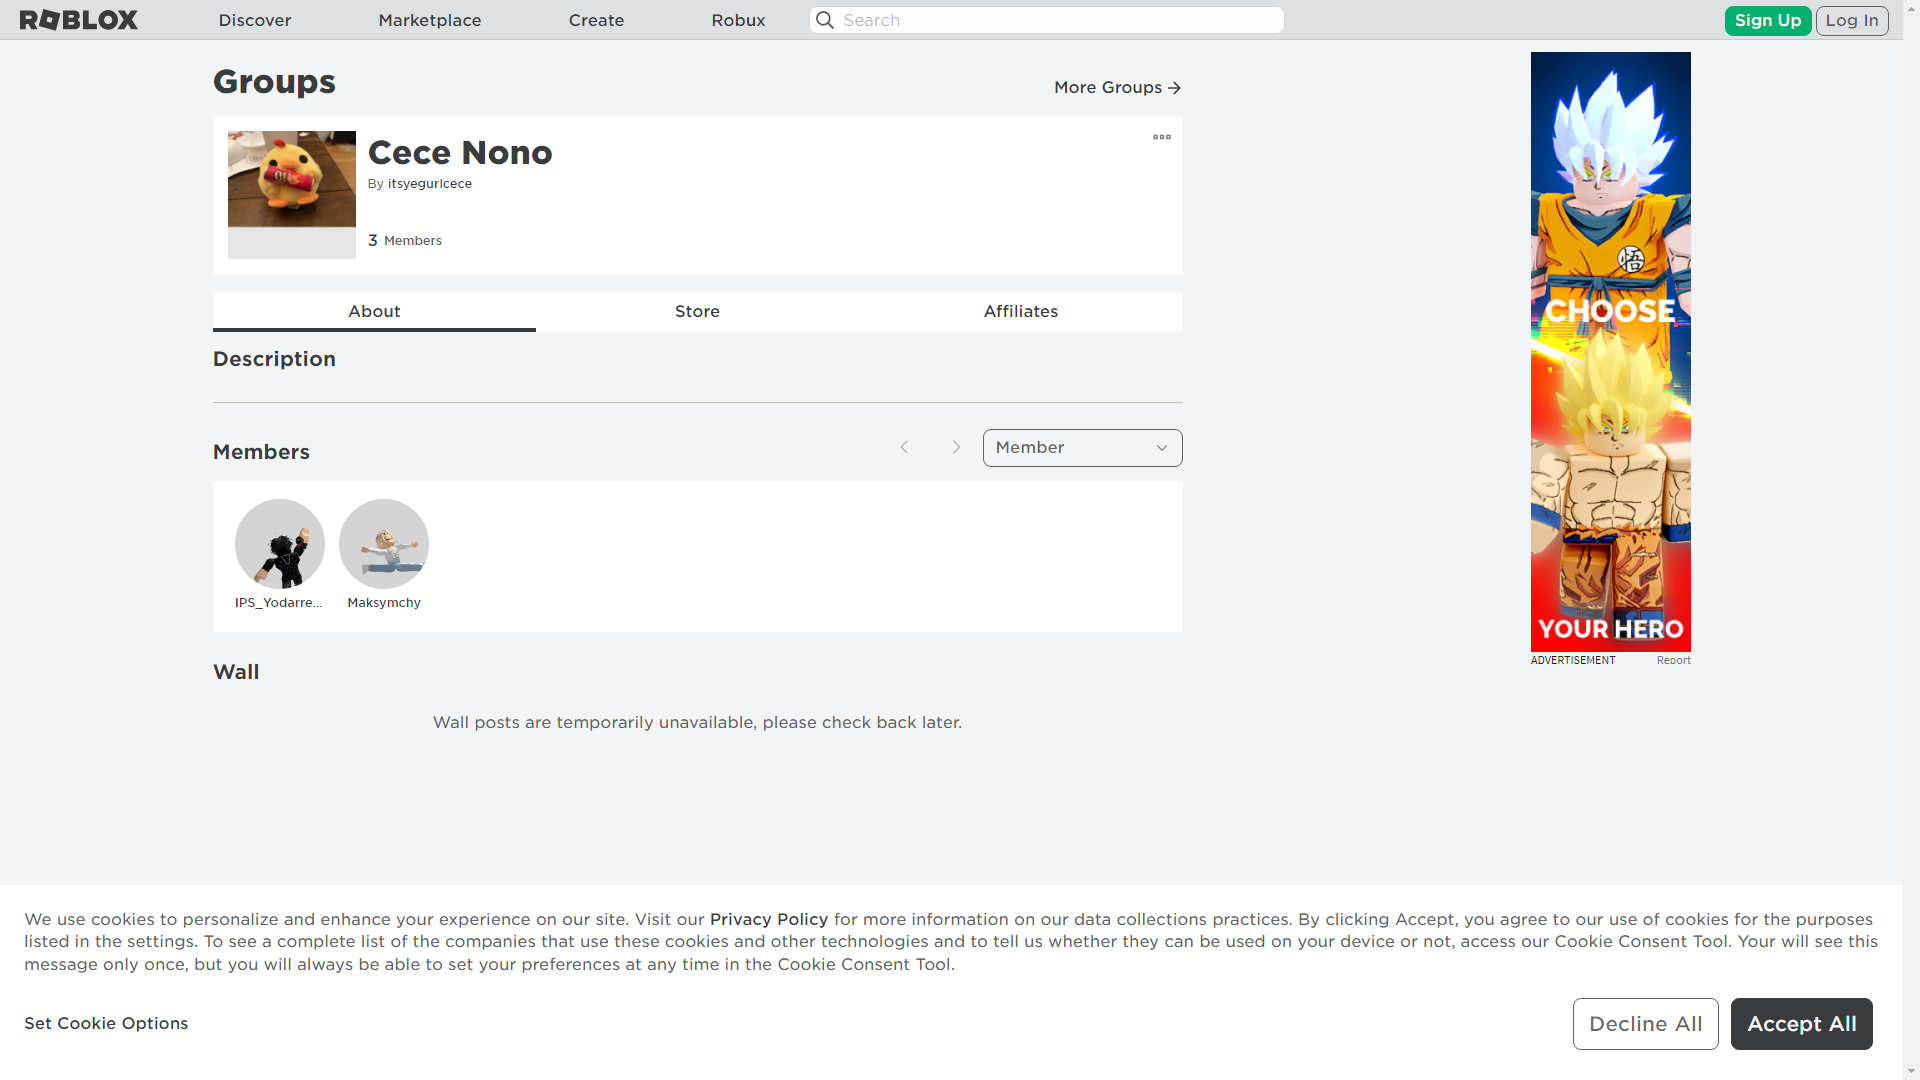 ROBLOX
Discover
Marketplace
Create
Robux
Search
Sign Up
Log In
Groups
More Groups
Cece Nono
By itsyegurlcece
3 Members
About
Store
Affiliates
Description
Members
Member
IPS_Yodarre...
Maksymchy
Wall
Wall posts are temporarily unavailable, please check back later.
悟
CHOOSE
YOUR HERO
ADVERTISEMENT
Report
We use cookies to personalize and enhance your experience on our site. Visit our Privacy Policy for more information on our data collections practices. By clicking Accept, you agree to our use of cookies for the purposes
listed in the settings. To see a complete list of the companies that use these cookies and other technologies and to tell us whether they can be used on your device or not, access our Cookie Consent Tool. Your will see this
message only once, but you will always be able to set your preferences at any time in the Cookie Consent Tool.
Set Cookie Options
Decline All
Accept All